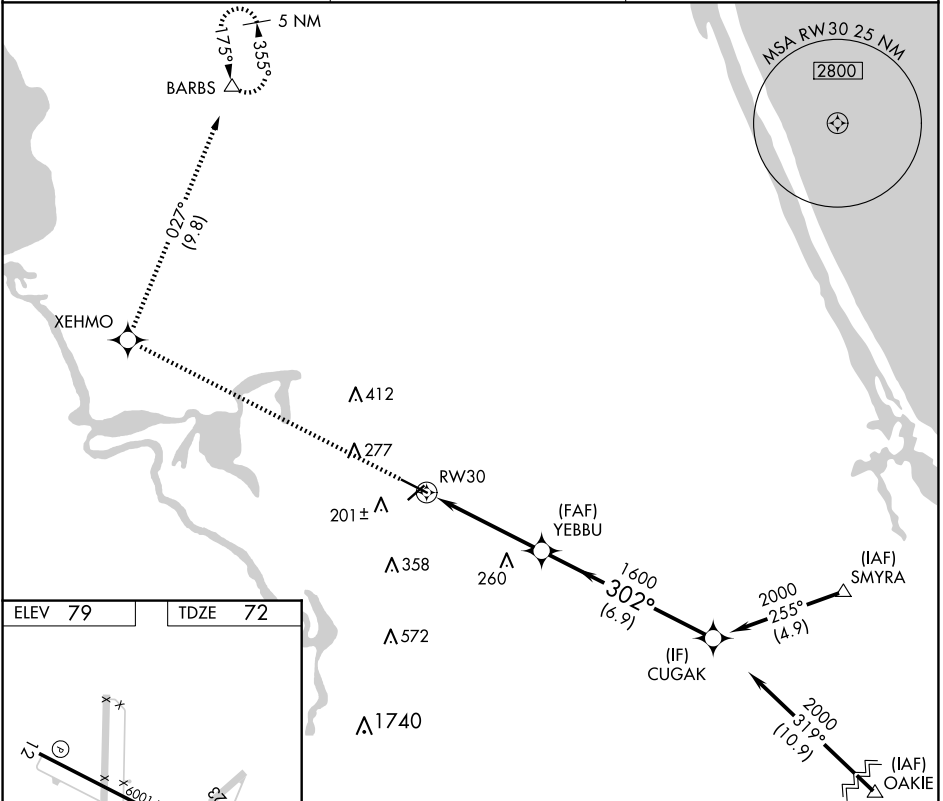 5 NM
175°
355°
BARBS
MSA RW30 25 NM
2800
027°
(9.8)
XEHMO
412
277
RW30
201±
(FAF)
YEBBU
358
260
1600
302°
(6.9)
(IAF)
SMYRA
2000
255°
(4.9)
572
(IF)
CUGAK
ELEV 79
TDZE 72
1740
2000
319°
(10.9)
(IAF)
OAKIE
X
X
12
P
X
X
6001
23